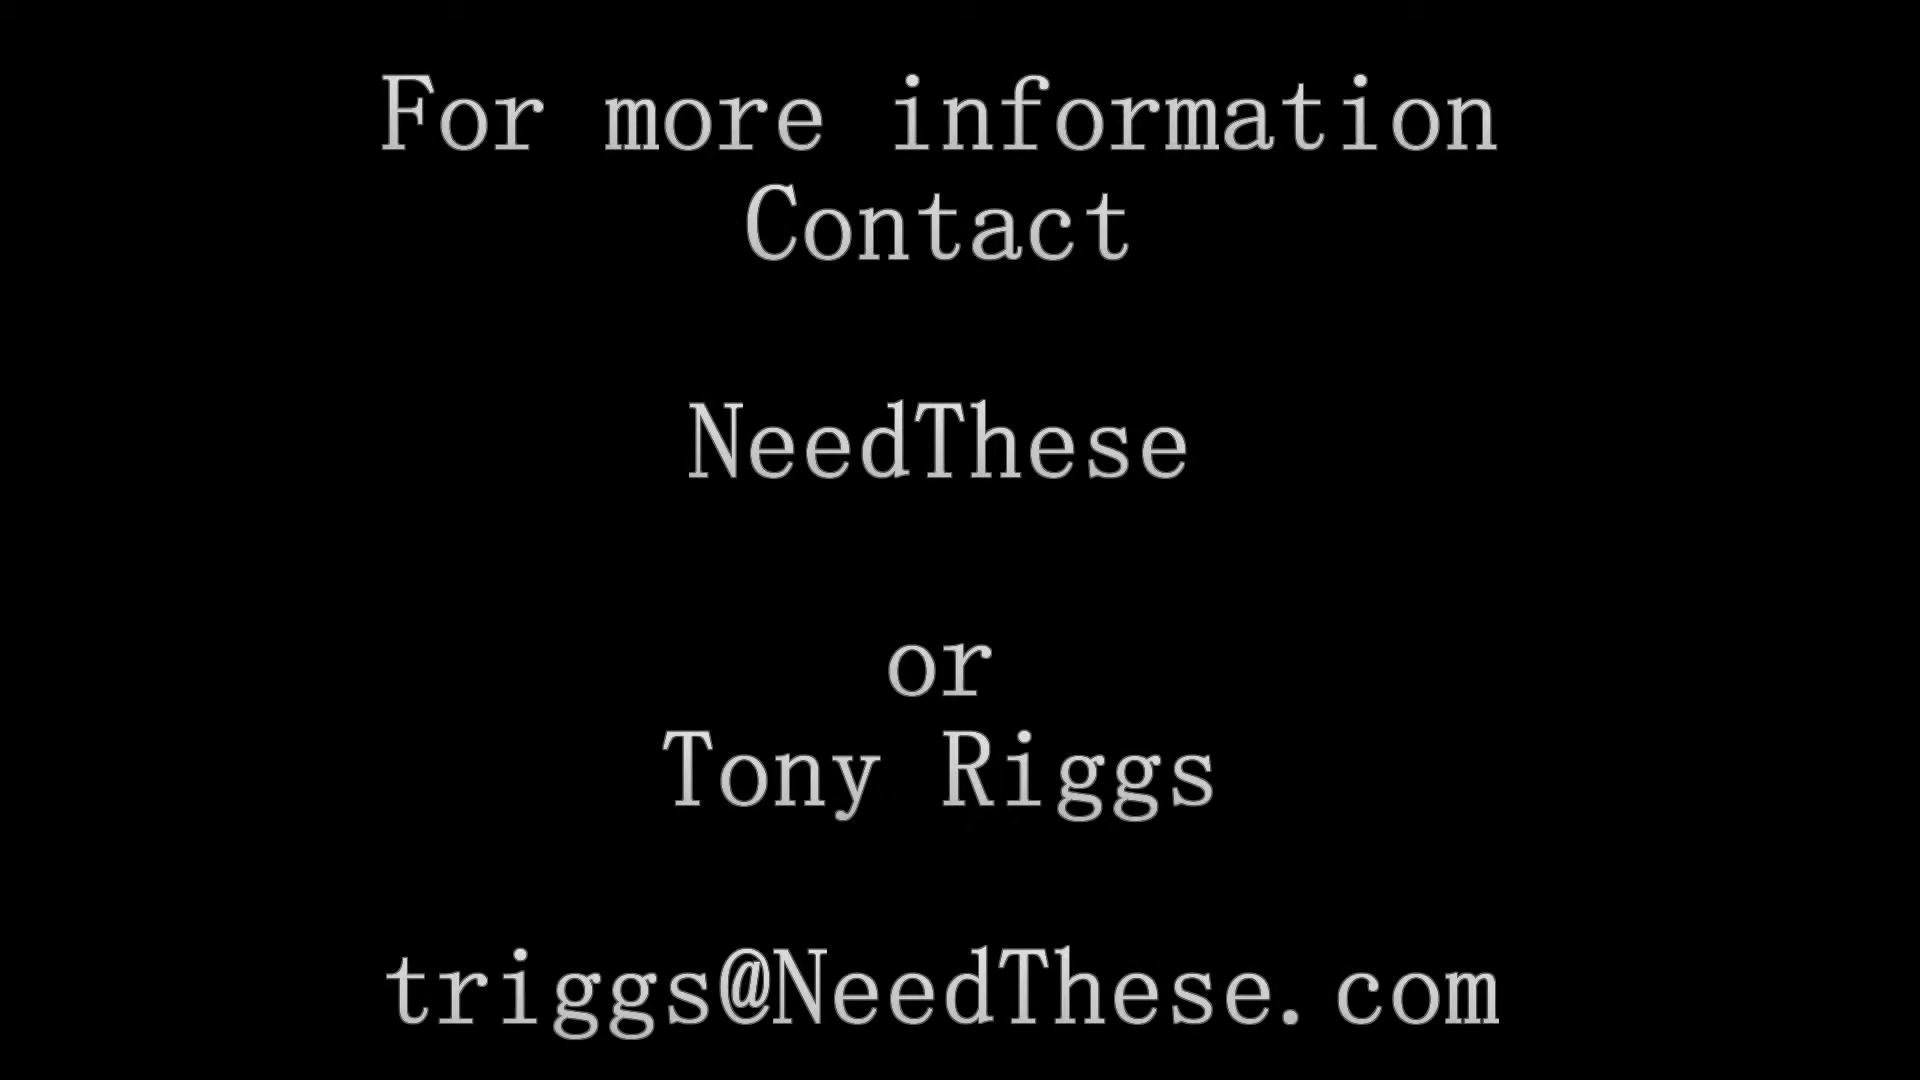 For more information
Contact
NeedThese
or
Tony Riggs
triggs@NeedThese.com